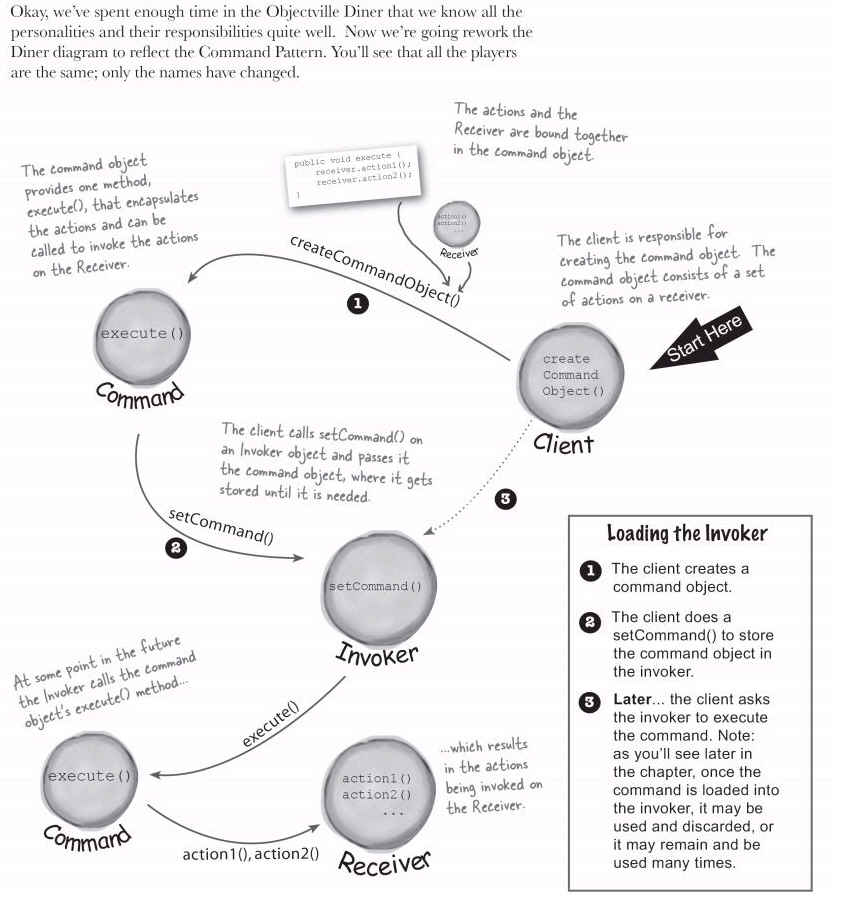 Okay, we've spent enough time in the Objectville Diner that we know all the
personalities and their responsibilities quite well. Now we're going rework the
Diner diagram to reflect the Command Pattern. You'll see that all the players
are the same; only the names have changed.
The actions and the
Receiver are bound together
in the command object.
public void execute {
receiver.action1();
receiver.action2();
}
The command object
provides one method,
execute(), that encapsulates
the actions and can be
called to invoke the actions
on the Receiver.
action1()
action2()
...
Receiver
createCommandObject()
1
The client is responsible for
creating the command object. The
command object consists of a set
of actions on a receiver.
Start Here
execute()
Command
create
Command
Object()
Client
The client calls setCommand() on
an Invoker object and passes it
the command object, where it gets
stored until it is needed.
3
setCommand()
2
setCommand()
Invoker
At some point in the future
the Invoker calls the command
object's execute() method...
execute()
execute()
Command
action1(), action2()
action1()
action2()
...
Receiver
...which results
in the actions
being invoked on
the Receiver.
Loading the Invoker
1 The client creates a
command object.
2 The client does a
setCommand() to store
the command object in
the invoker.
3 Later... the client asks
the invoker to execute
the command. Note:
as you'll see later in
the chapter, once the
command is loaded into
the invoker, it may be
used and discarded, or
it may remain and be
used many times.